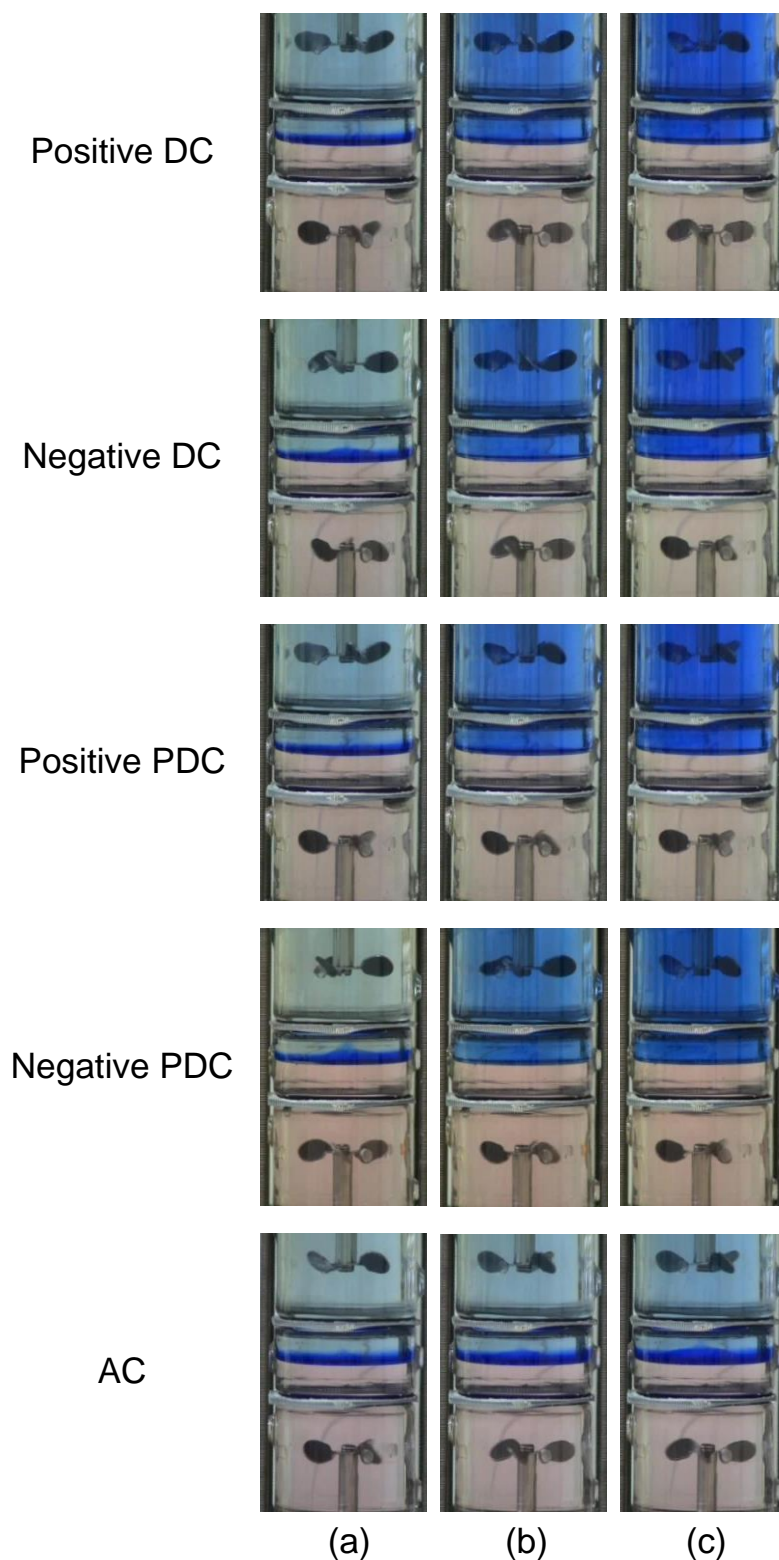 Positive DC
Negative DC
Positive PDC
Negative PDC
AC
(a) (b) (c)